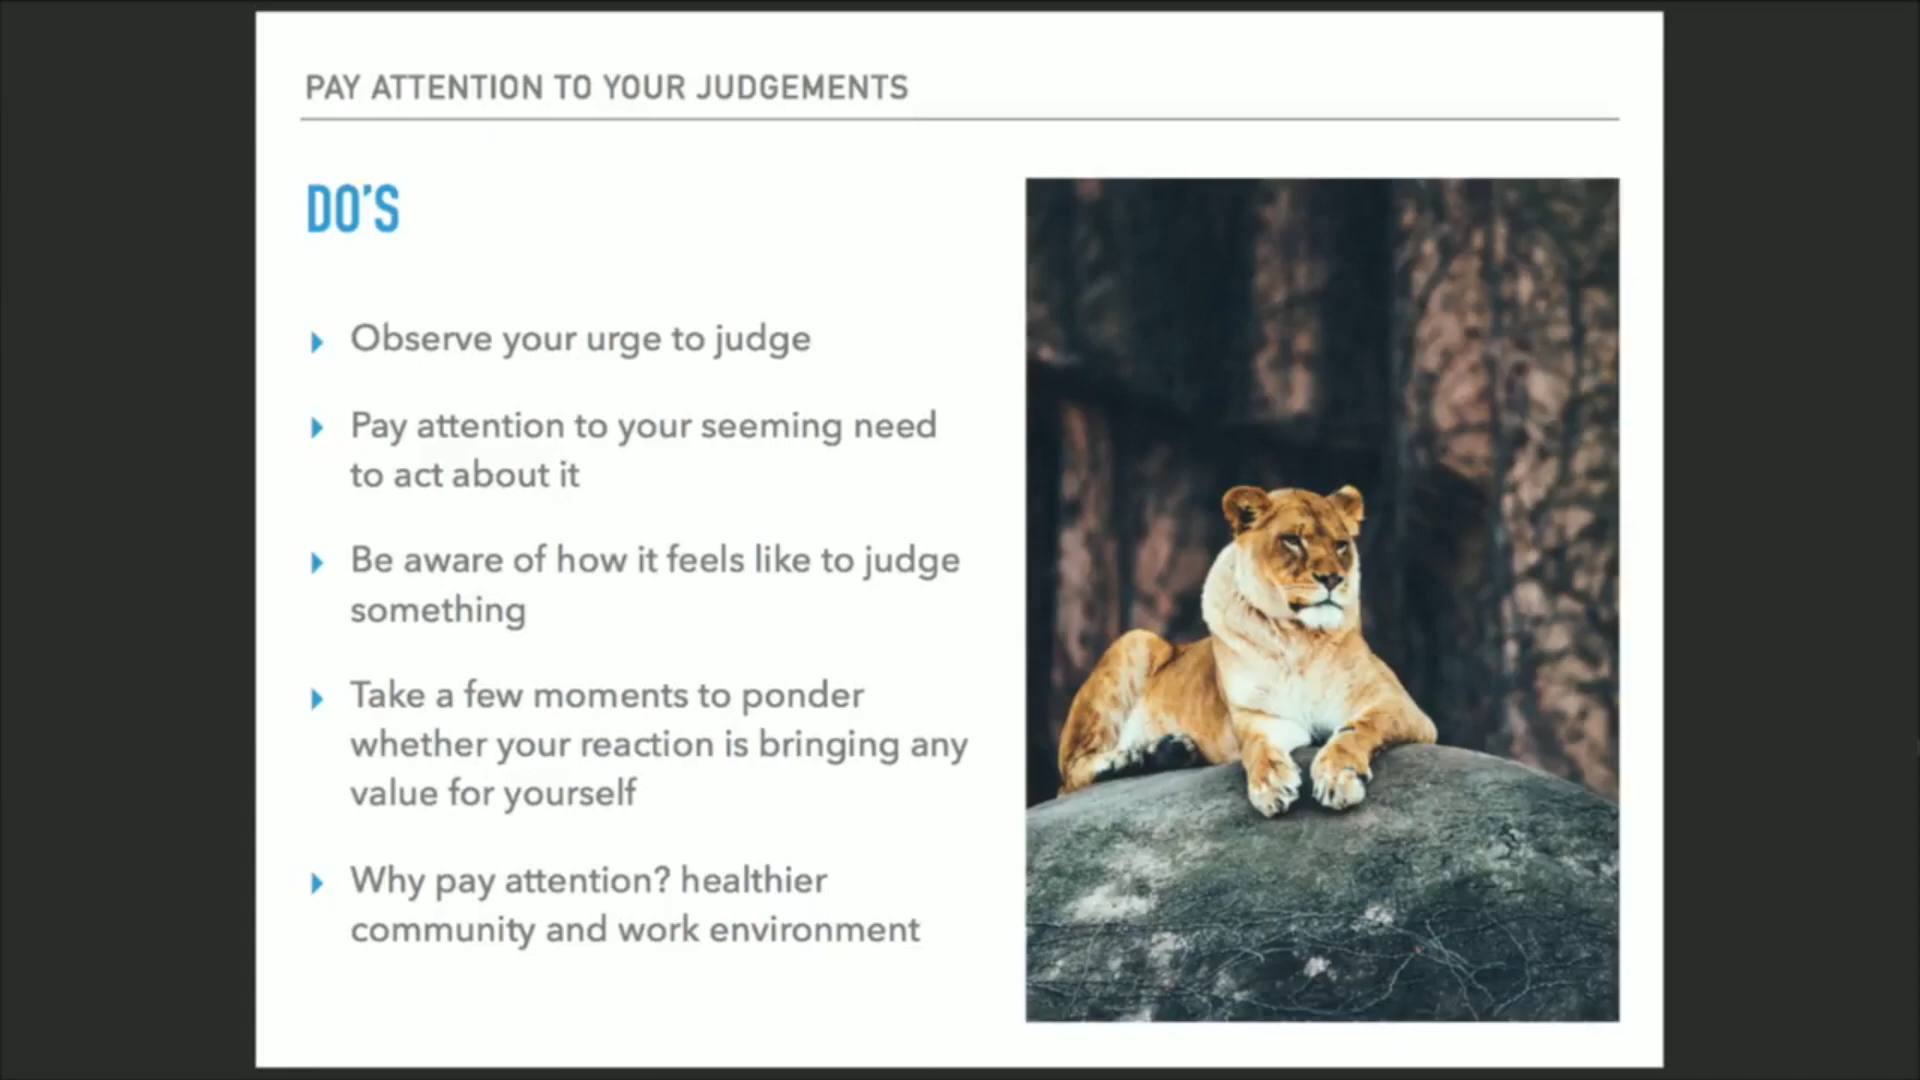 PAY ATTENTION TO YOUR JUDGEMENTS
DO'S
Observe your urge to judge
Pay attention to your seeming need
to act about it
Be aware of how it feels like to judge
something
Take a few moments to ponder
whether your reaction is bringing any
value for yourself
Why pay attention? healthier
community and work environment